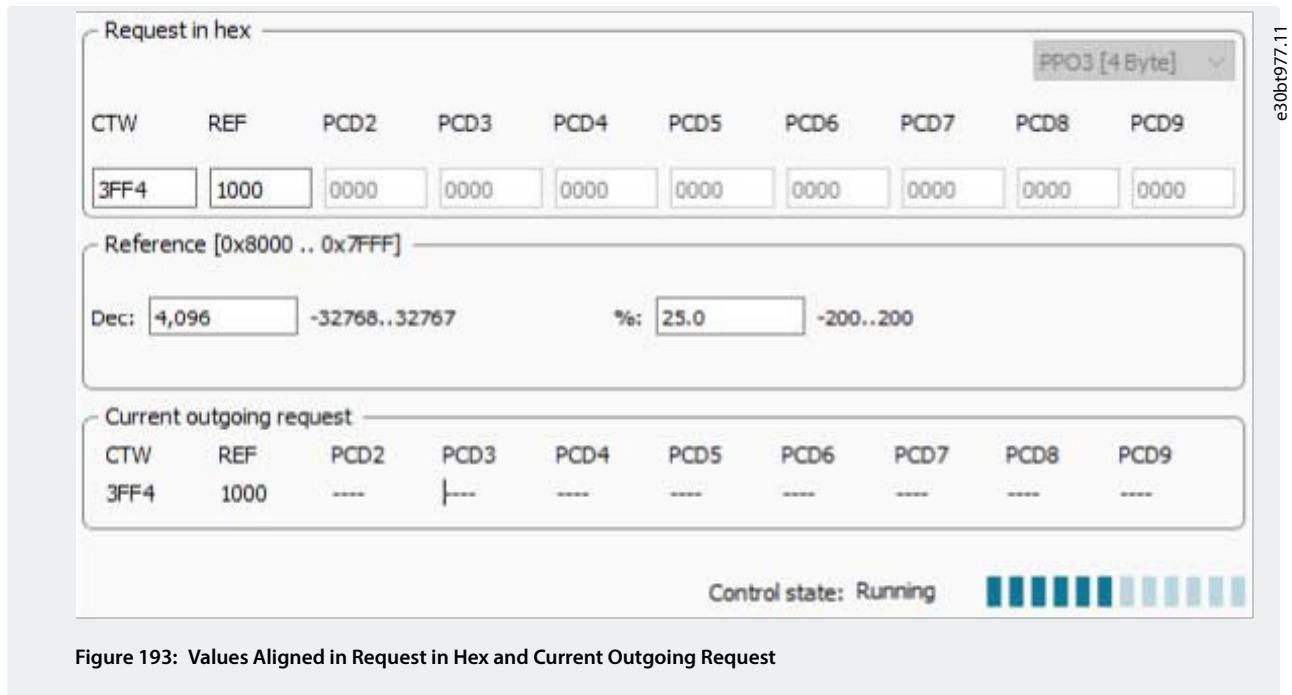 Request in hex
PPO3 [4 Byte]
CTW REF PCD2 PCD3 PCD4 PCD5 PCD6 PCD7 PCD8 PCD9
3FF4 1000 0000 0000 0000 0000 0000 0000 0000 0000
Reference [0x8000 .. 0x7FFF]
Dec: 4,096 -32768..32767 %: 25.0 -200..200
Current outgoing request
CTW REF PCD2 PCD3 PCD4 PCD5 PCD6 PCD7 PCD8 PCD9
3FF4 1000 ---- ---- ---- ---- ---- ---- ---- ----
Control state: Running
e30bt977.11
Figure 193: Values Aligned in Request in Hex and Current Outgoing Request